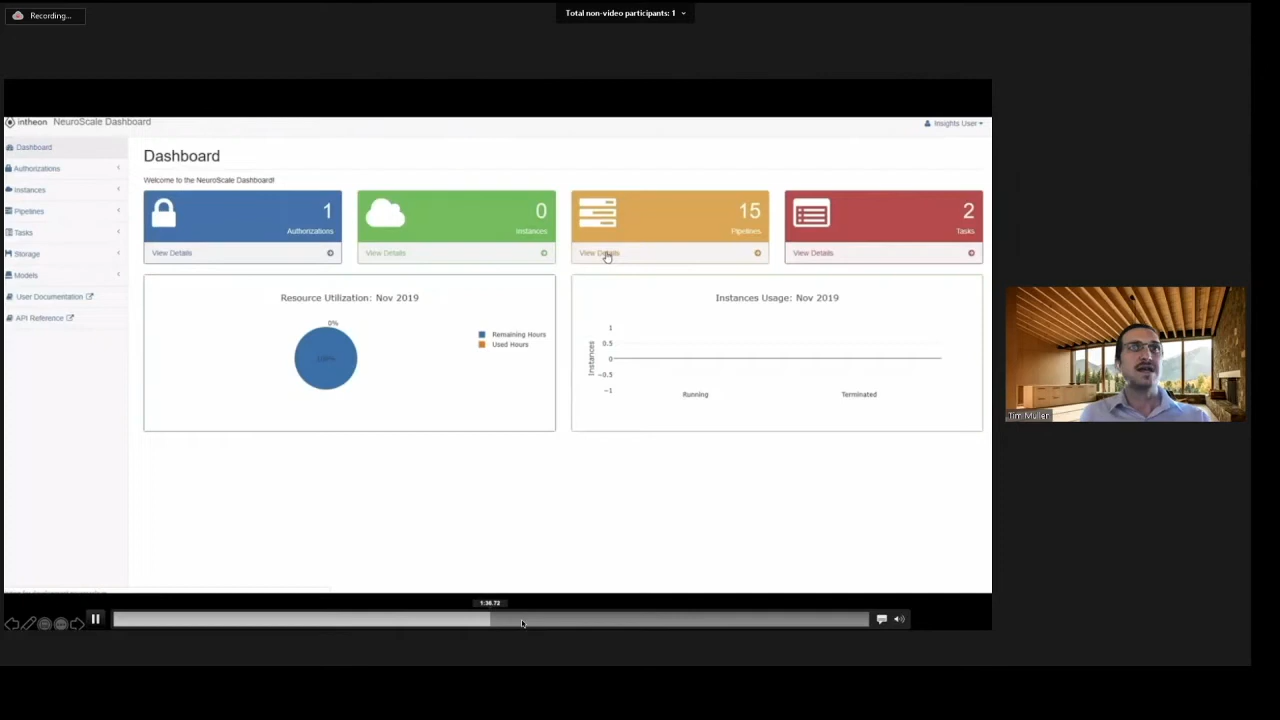 Recording...
Total non-video participants: 1
intheon NeuroScale Dashboard
Insights User
Dashboard
Authorizations
Instances
Pipelines
Tasks
Storage
Models
User Documentation
API Reference
Dashboard
Welcome to the NeuroScale Dashboard!
1
Authorizations
View Details
0
Instances
View Details
15
Pipelines
View Details
2
Tasks
View Details
Resource Utilization: Nov 2019
0%
100%
Remaining Hours
Used Hours
Instances Usage: Nov 2019
Instances
1
0.5
0
−0.5
−1
Running
Terminated
Tim Muller
1:36.72